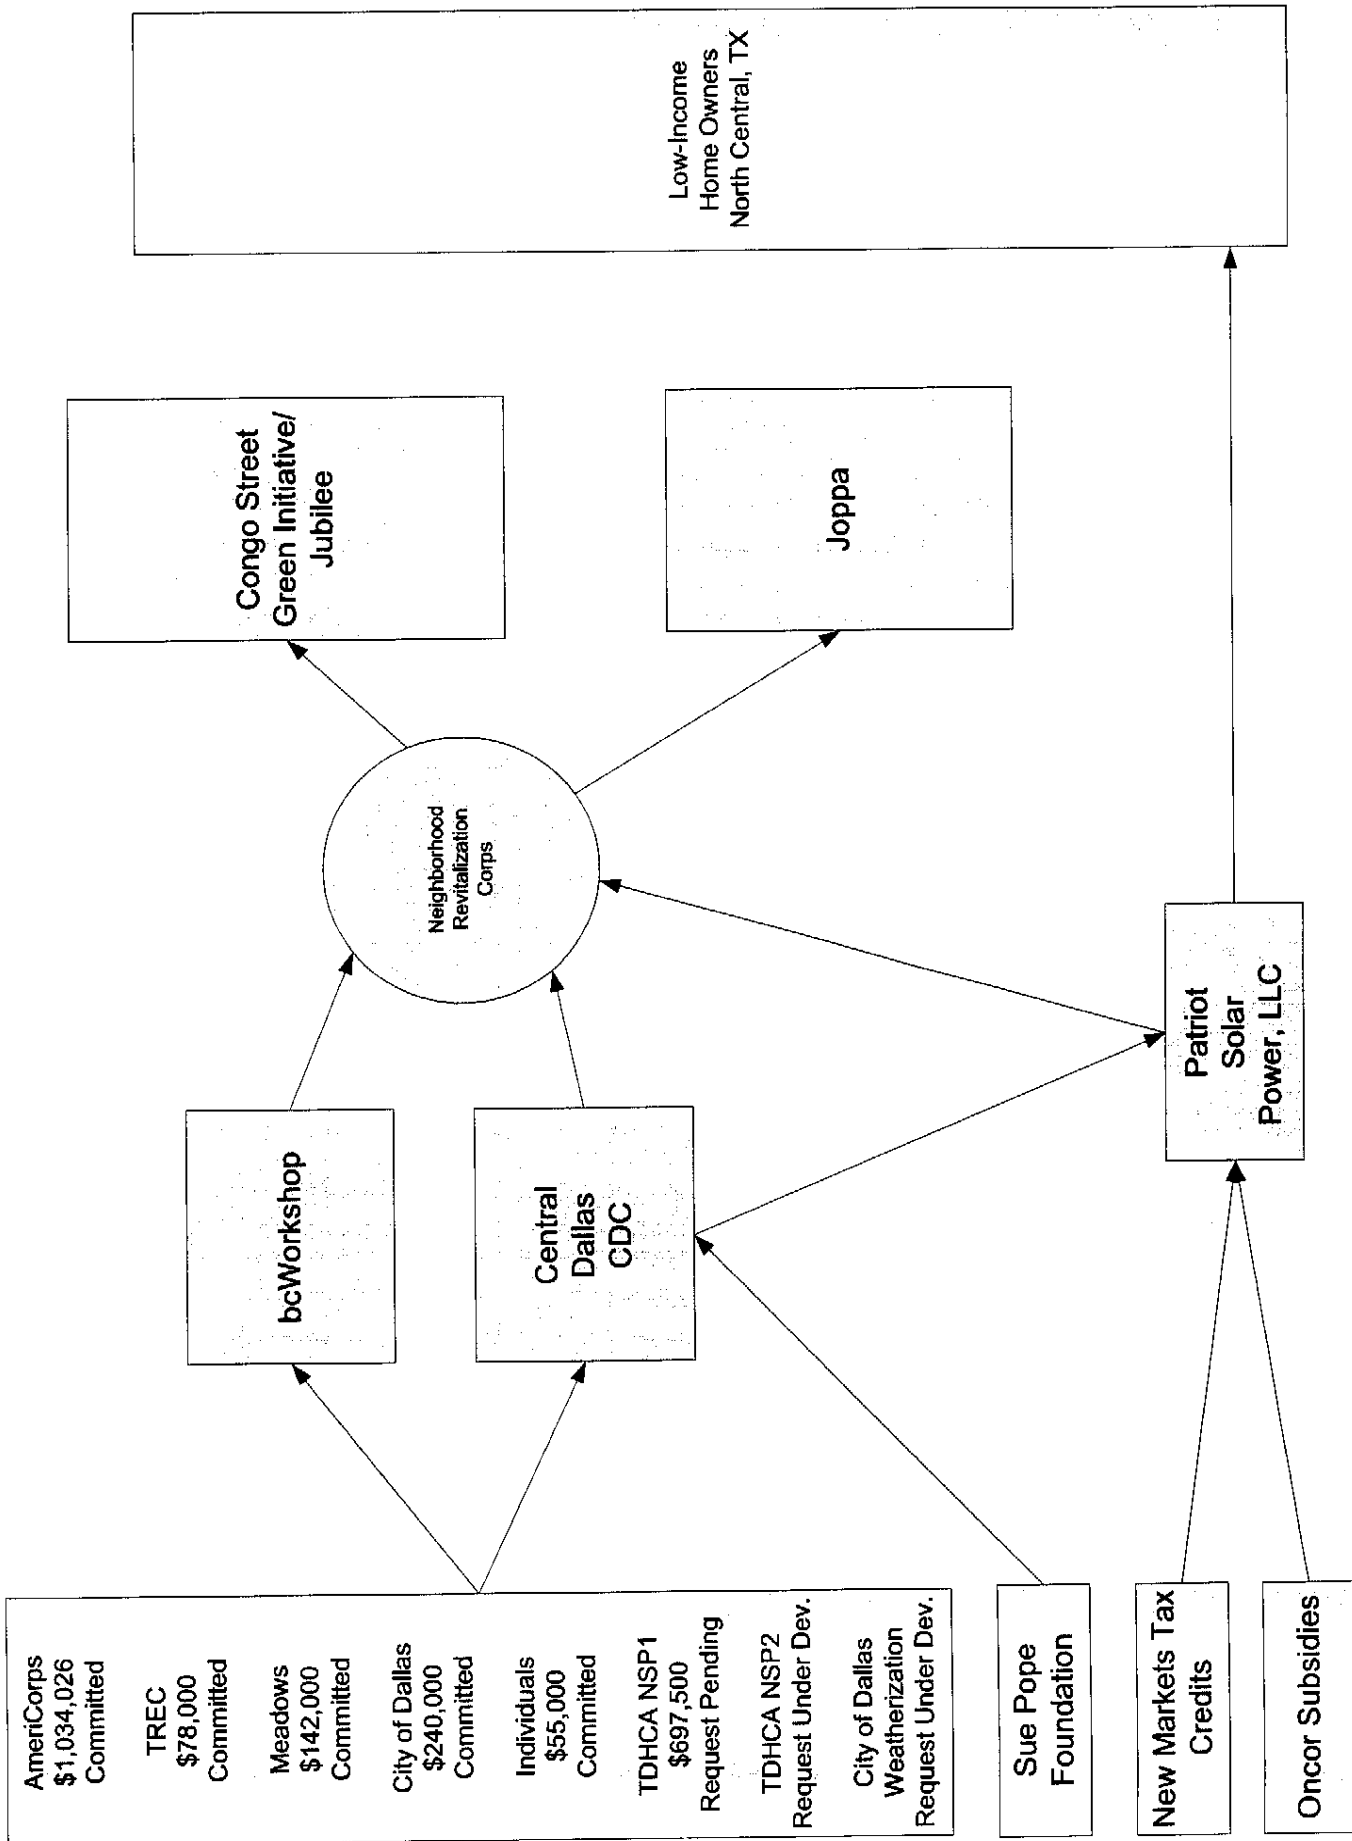 AmeriCorps
$1,034,026
Committed
TREC
$78,000
Committed
Meadows
$142,000
Committed
City of Dallas
$240,000
Committed
Individuals
$55,000
Committed
TDHCA NSP1
$697,500
Request Pending
TDHCA NSP2
Request Under Dev.
City of Dallas
Weatherization
Request Under Dev.
Sue Pope
Foundation
New Markets Tax
Credits
Oncor Subsidies
bcWorkshop
Central
Dallas
CDC
Patriot
Solar
Power, LLC
Neighborhood
Revitalization
Corps
Congo Street
Green Initiative/
Jubilee
Joppa
Low-Income
Home Owners
North Central, TX